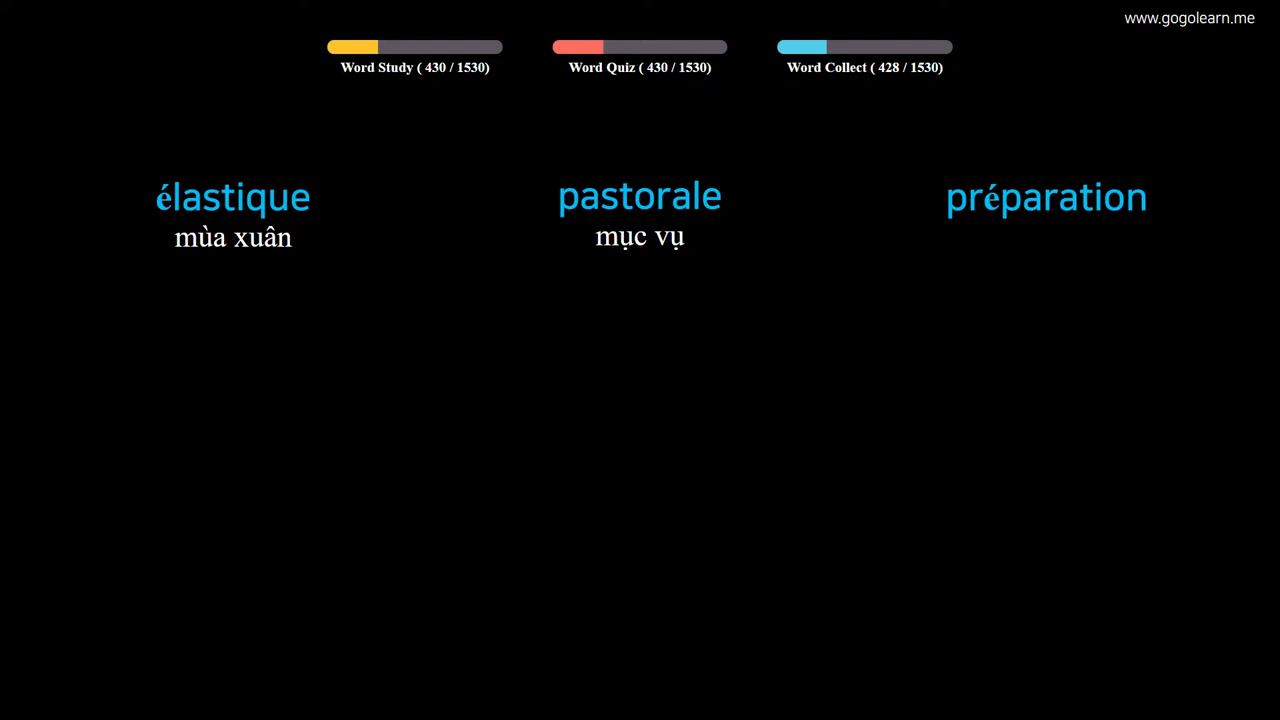 www.gogolearn.me
Word Study ( 430 / 1530)
Word Quiz ( 430 / 1530)
Word Collect ( 428 / 1530)
élastique
mùa xuân
pastorale
mục vụ
préparation